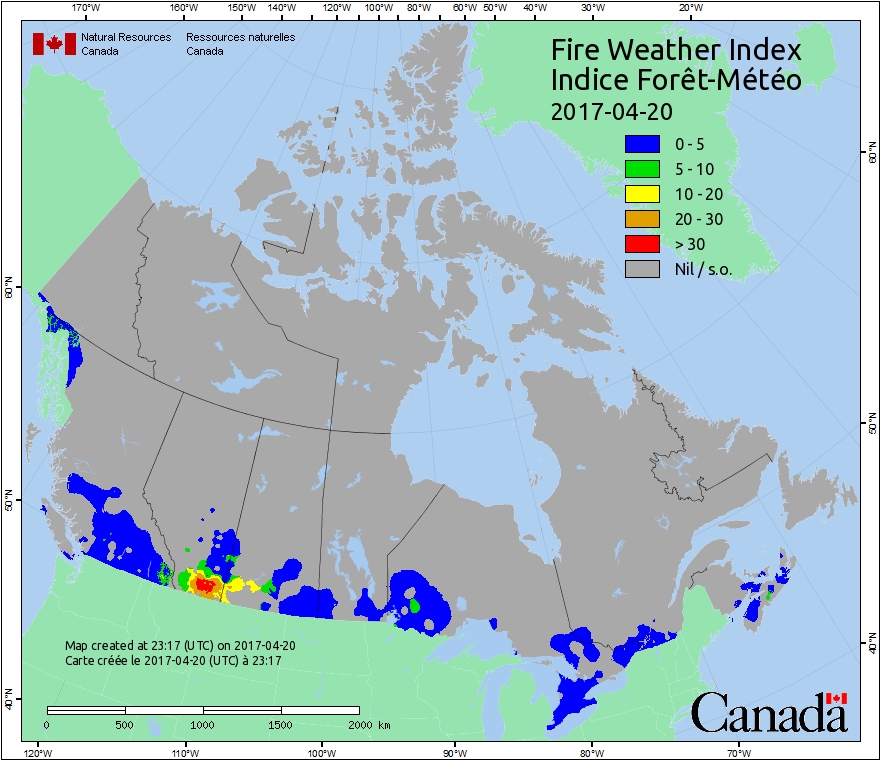 170°W 160°W 150°W 140°W 130°W 120°W 110°W 100°W 90°W 80°W 70°W 60°W 50°W 40°W 30°W 20°W
Natural Resources Canada
Ressources naturelles Canada
Fire Weather Index
Indice Forêt-Météo
2017-04-20
0 - 5
5 - 10
10 - 20
20 - 30
> 30
Nil / s.o.
60°N
50°N
40°N
60°N
50°N
40°N
Map created at 23:17 (UTC) on 2017-04-20
Carte créée le 2017-04-20 (UTC) à 23:17
0 500 1000 1500 2000 km
Canada
120°W 110°W 100°W 90°W 80°W 70°W